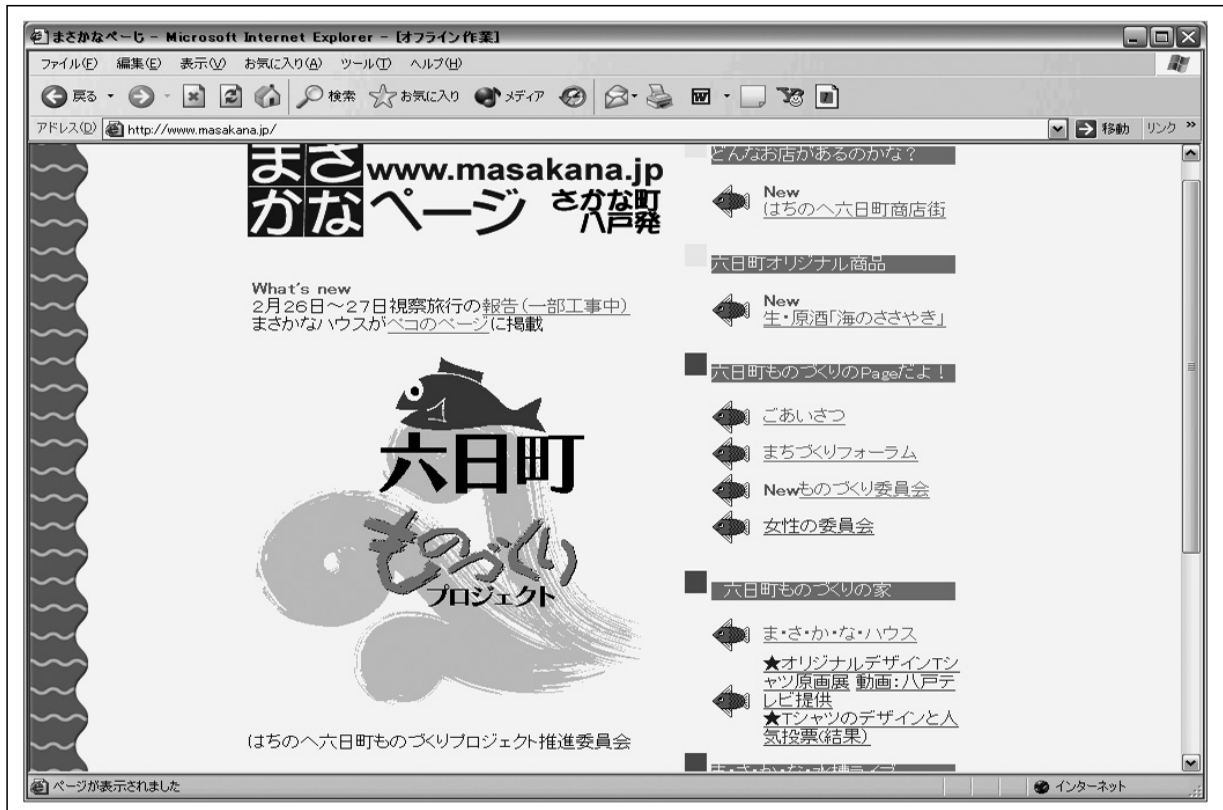 まさかなぺーじ - Microsoft Internet Explorer - [オフライン作業]
ファイル(F) 編集(E) 表示(V) お気に入り(A) ツール(T) ヘルプ(H)
戻る 検索 お気に入り メディア
アドレス(D) http://www.masakana.jp/ 移動 リンク »
まさ
かな
www.masakana.jp
ページ
さかな町
八戸発
What's new
2月26日～27日視察旅行の報告(一部工事中)
まさかなハウスがペコのページに掲載
六日町
ものづくり
プロジェクト
はちのへ六日町ものづくりプロジェクト推進委員会
どんなお店があるのかな？
New
はちのへ六日町商店街
六日町オリジナル商品
New
生・原酒「海のささやき」
六日町ものづくりのPageだよ！
ごあいさつ
まちづくりフォーラム
Newものづくり委員会
女性の委員会
六日町ものづくりの家
ま・さ・か・な・ハウス
★オリジナルデザインTシ
ャツ原画展 動画：八戸テ
レビ提供
★Tシャツのデザインと人
気投票(結果)
ま・さ・か・な・水槽ライブ
ページが表示されました
インターネット